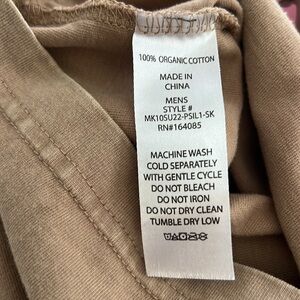 100% ORGANIC COTTON
MADE IN
CHINA
MENS
STYLE #
MK10SU22-PSIL1-SK
RN#164085
MACHINE WASH
COLD SEPARATELY
WITH GENTLE CYCLE
DO NOT BLEACH
DO NOT IRON
DO NOT DRY CLEAN
TUMBLE DRY LOW